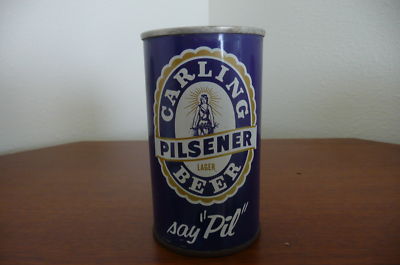 CARLING
PILSENER
LAGER
BEER
say "Pil"